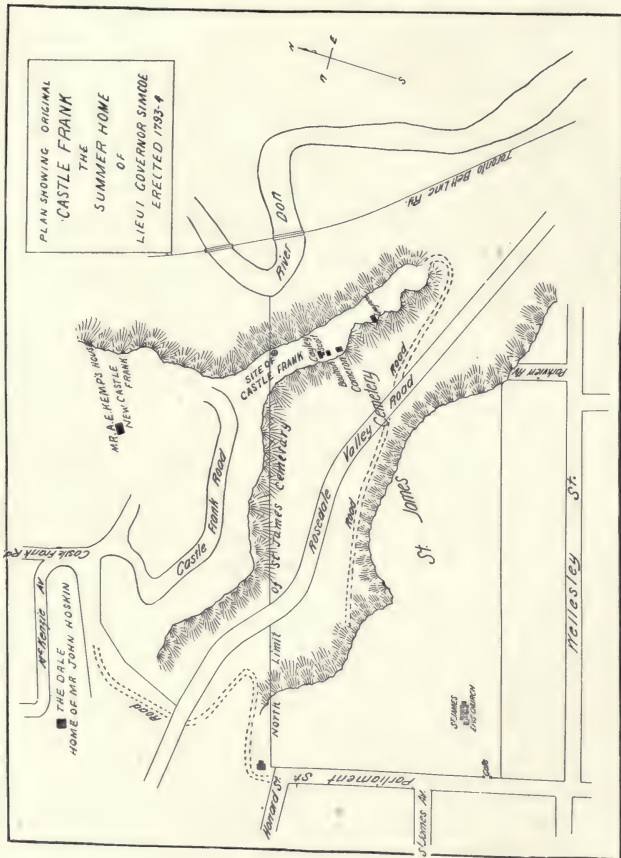 PLAN SHOWING ORIGINAL
CASTLE FRANK
THE
SUMMER HOME
OF
LIEUT GOVERNOR SIMCOE
ERECTED 1793-4
N
E
S
MR. A.E. KEMP'S HOUSE
NEW CASTLE
FRANK
River DON
Toronto Belt Line Ry.
SITE OF
CASTLE FRANK
Castle Frank Road
Castle Frank Rd
McKenzie Av
THE DALE
HOME OF MR JOHN HOSKIN
Road
North Limit of St James Cemetary
Rosedale Valley Road
Cemetery Road
Road
St. James
ST JAMES
CHURCH
Gate
Howard St.
Parliament St.
St James Av.
Parkview Av
Wellesley St.